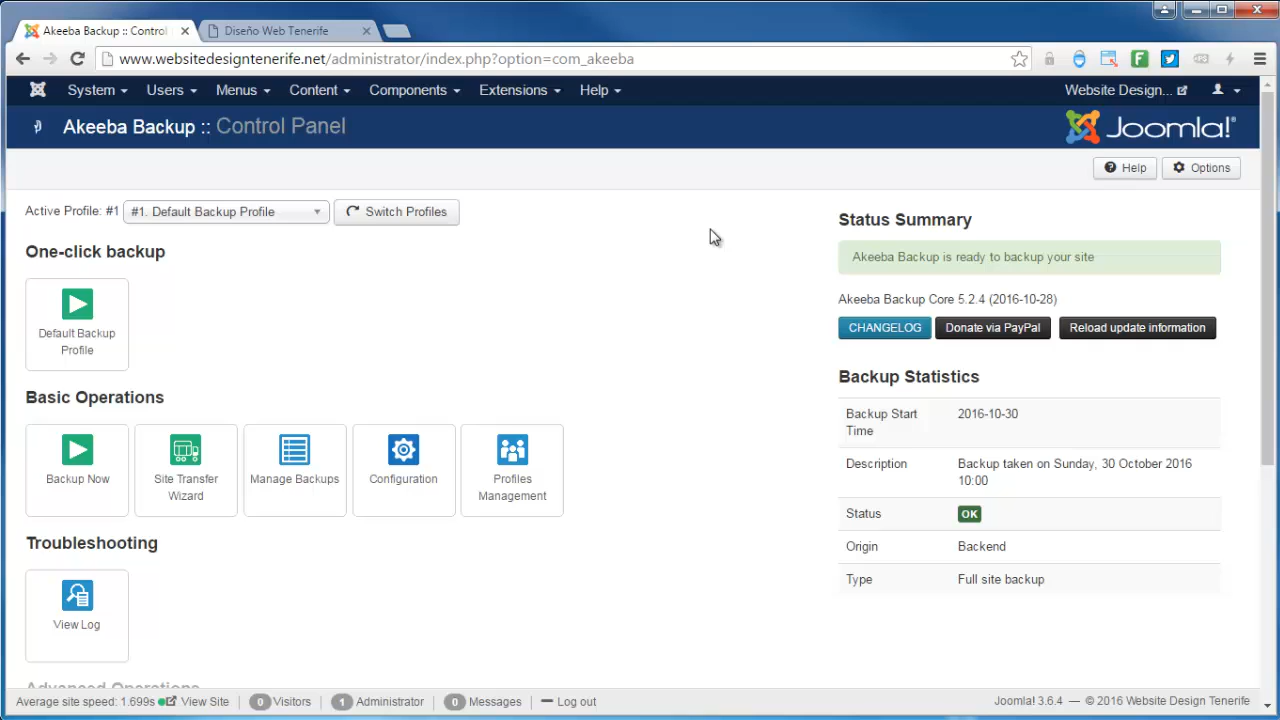 Akeeba Backup :: Control
Diseño Web Tenerife
www.websitedesigntenerife.net/administrator/index.php?option=com_akeeba
System Users Menus Content Components Extensions Help Website Design...
Akeeba Backup :: Control Panel
Joomla!®
Help Options
Active Profile: #1 #1. Default Backup Profile Switch Profiles
One-click backup
Default Backup
Profile
Basic Operations
Backup Now
Site Transfer
Wizard
Manage Backups
Configuration
Profiles
Management
Troubleshooting
View Log
Advanced Operations
Status Summary
Akeeba Backup is ready to backup your site
Akeeba Backup Core 5.2.4 (2016-10-28)
CHANGELOG Donate via PayPal Reload update information
Backup Statistics
Backup Start
Time
2016-10-30
Description
Backup taken on Sunday, 30 October 2016
10:00
Status OK
Origin Backend
Type Full site backup
Average site speed: 1.699s View Site 0 Visitors 1 Administrator 0 Messages Log out Joomla! 3.6.4 — © 2016 Website Design Tenerife